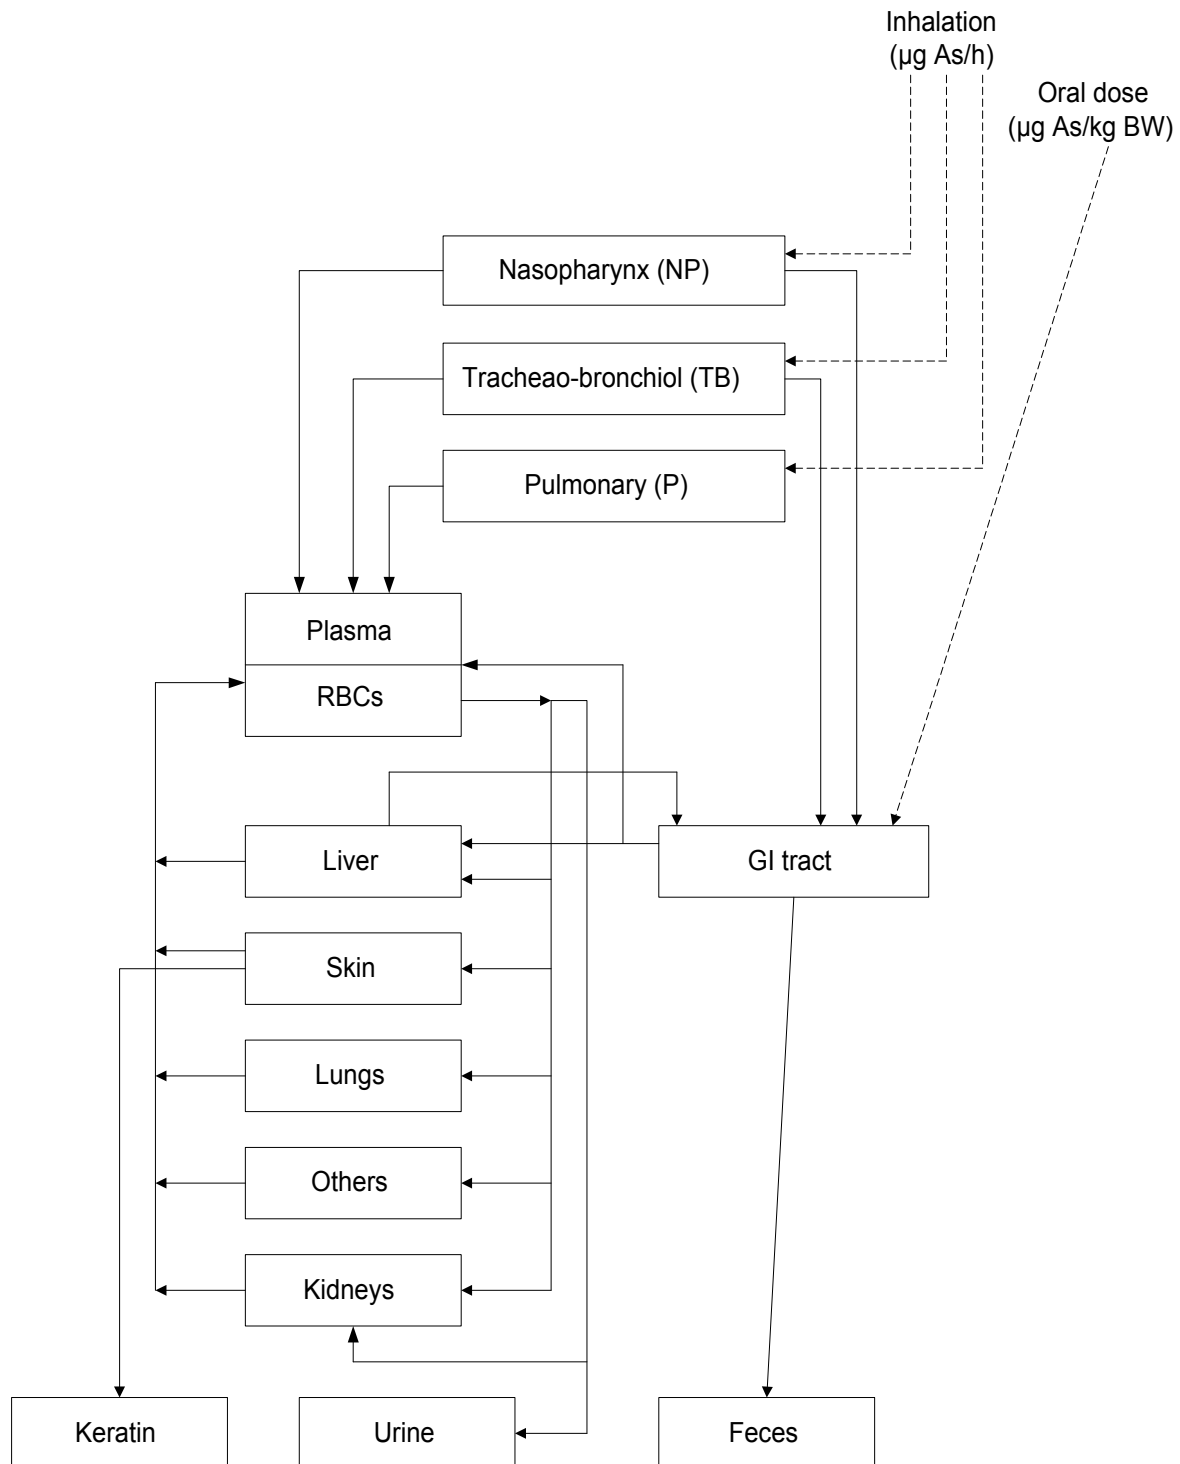 Inhalation
(µg As/h)
Oral dose
(µg As/kg BW)
Nasopharynx (NP)
Tracheao-bronchiol (TB)
Pulmonary (P)
Plasma
RBCs
Liver
GI tract
Skin
Lungs
Others
Kidneys
Keratin
Urine
Feces